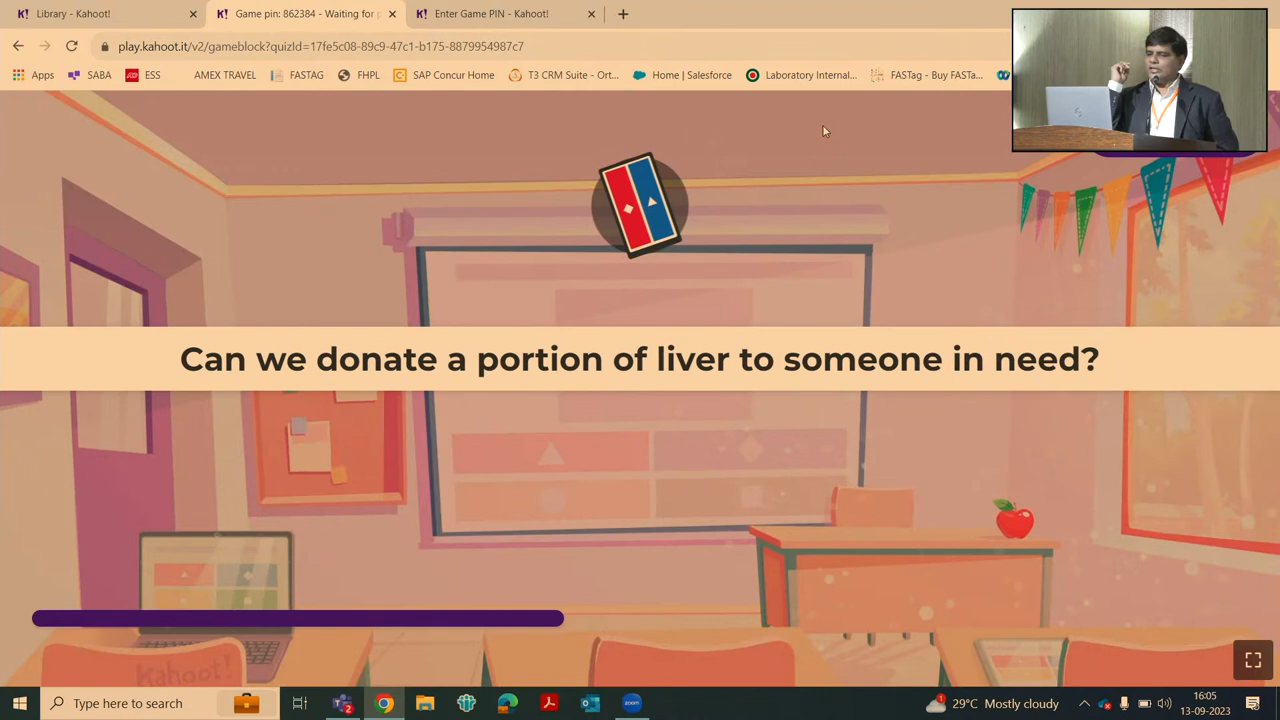 K! Library - Kahoot!
K! Game pin: 862384 - Waiting for p
K! Enter Game PIN - Kahoot!
play.kahoot.it/v2/gameblock?quizId=17fe5c08-89c9-47c1-b175-8879954987c7
Apps SABA ESS AMEX TRAVEL FASTAG FHPL SAP Concur Home T3 CRM Suite - Ort... Home | Salesforce Laboratory Internal... FASTag - Buy FASTa...
Can we donate a portion of liver to someone in need?
Kahoot!
Type here to search
zoom
29°C Mostly cloudy
16:05
13-09-2023